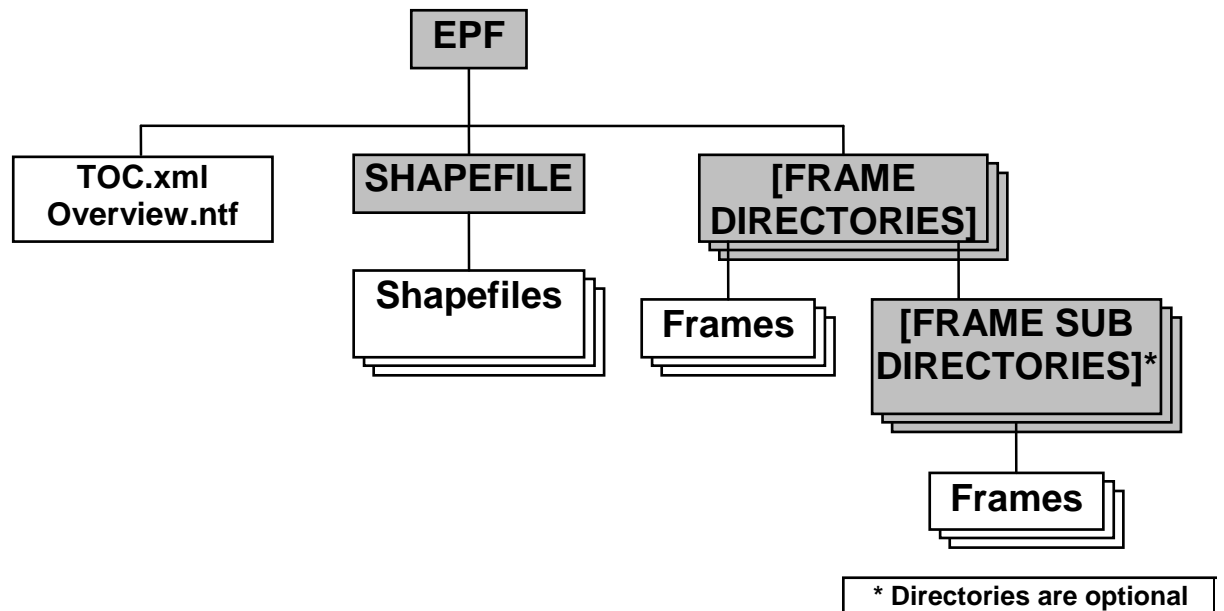 EPF
TOC.xml
Overview.ntf
SHAPEFILE
[FRAME
DIRECTORIES]
Shapefiles
Frames
[FRAME SUB
DIRECTORIES]*
Frames
* Directories are optional